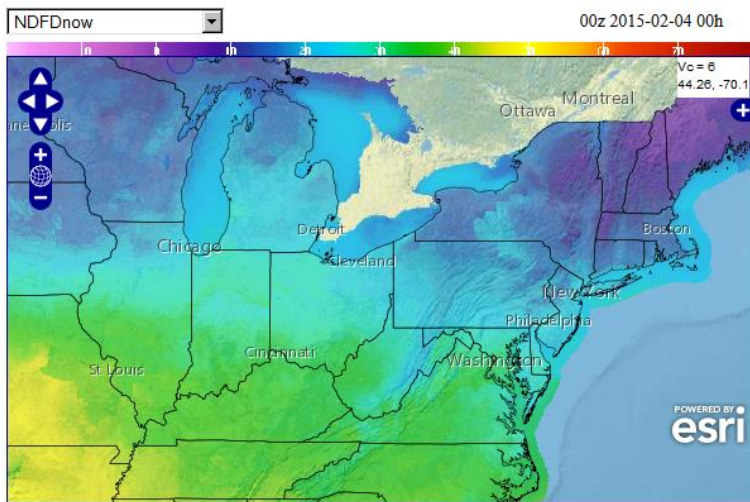 NDFDnow
00z 2015-02-04 00h
0 10 20 30 40 50 60 70
Vc = 6
44.26, -70.1
Ottawa
Montreal
Detroit
Boston
Chicago
Cleveland
New York
Philadelphia
Cincinnati
Washington
St Louis
POWERED BY
esri